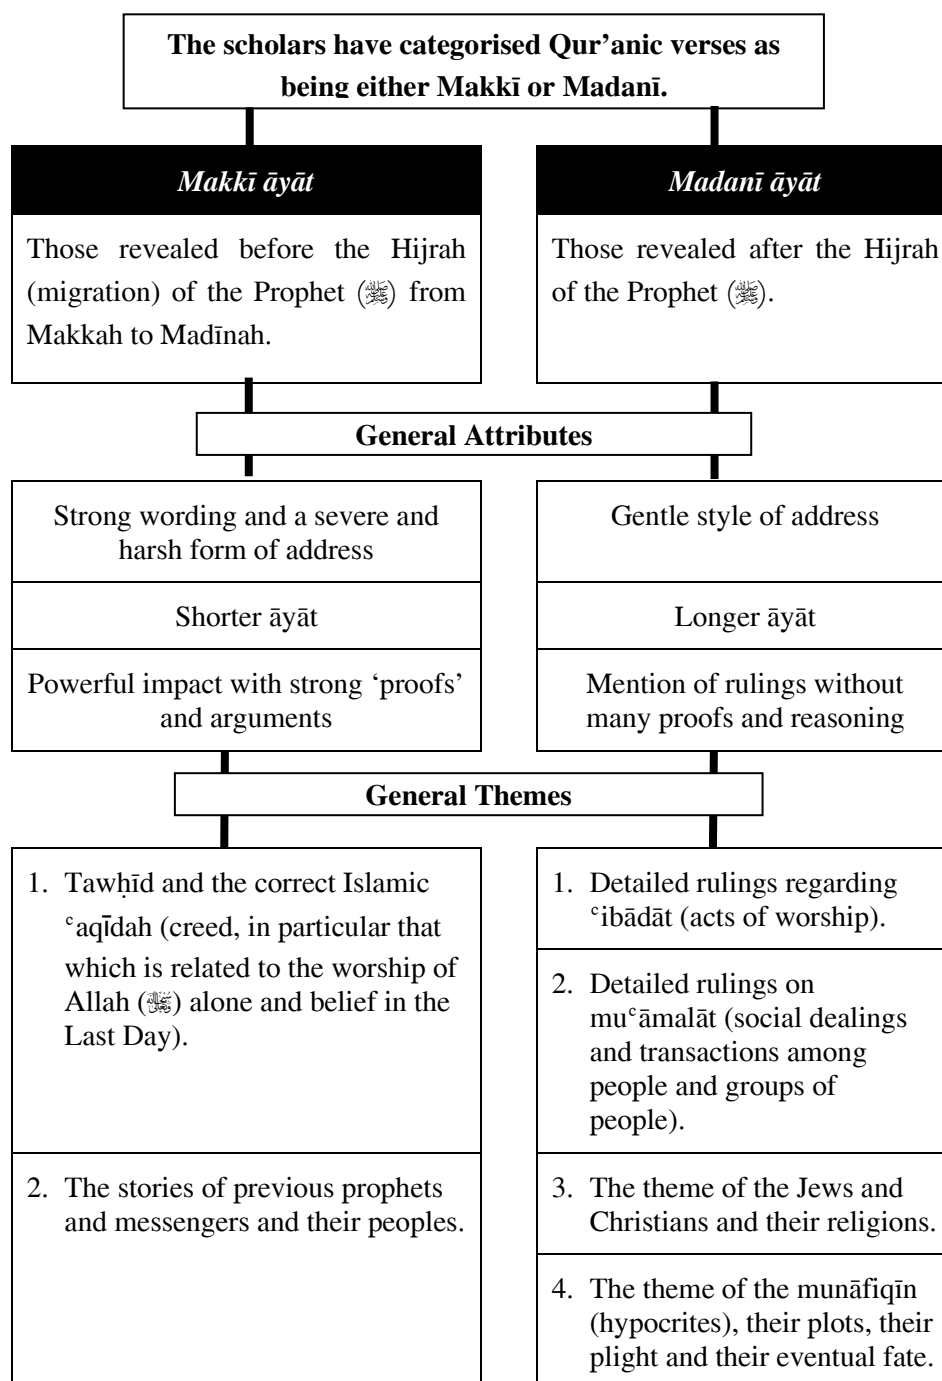 The scholars have categorised Qur’anic verses as
being either Makkī or Madanī.
Makkī āyāt
Those revealed before the Hijrah
(migration) of the Prophet (ﷺ) from
Makkah to Madīnah.
Madanī āyāt
Those revealed after the Hijrah
of the Prophet (ﷺ).
General Attributes
Strong wording and a severe and
harsh form of address
Gentle style of address
Shorter āyāt
Longer āyāt
Powerful impact with strong ‘proofs’
and arguments
Mention of rulings without
many proofs and reasoning
General Themes
1. Tawḥīd and the correct Islamic
ʿaqīdah (creed, in particular that
which is related to the worship of
Allah () alone and belief in the
Last Day).
2. The stories of previous prophets
and messengers and their peoples.
1. Detailed rulings regarding
ʿibādāt (acts of worship).
2. Detailed rulings on
muʿāmalāt (social dealings
and transactions among
people and groups of
people).
3. The theme of the Jews and
Christians and their religions.
4. The theme of the munāfiqīn
(hypocrites), their plots, their
plight and their eventual fate.